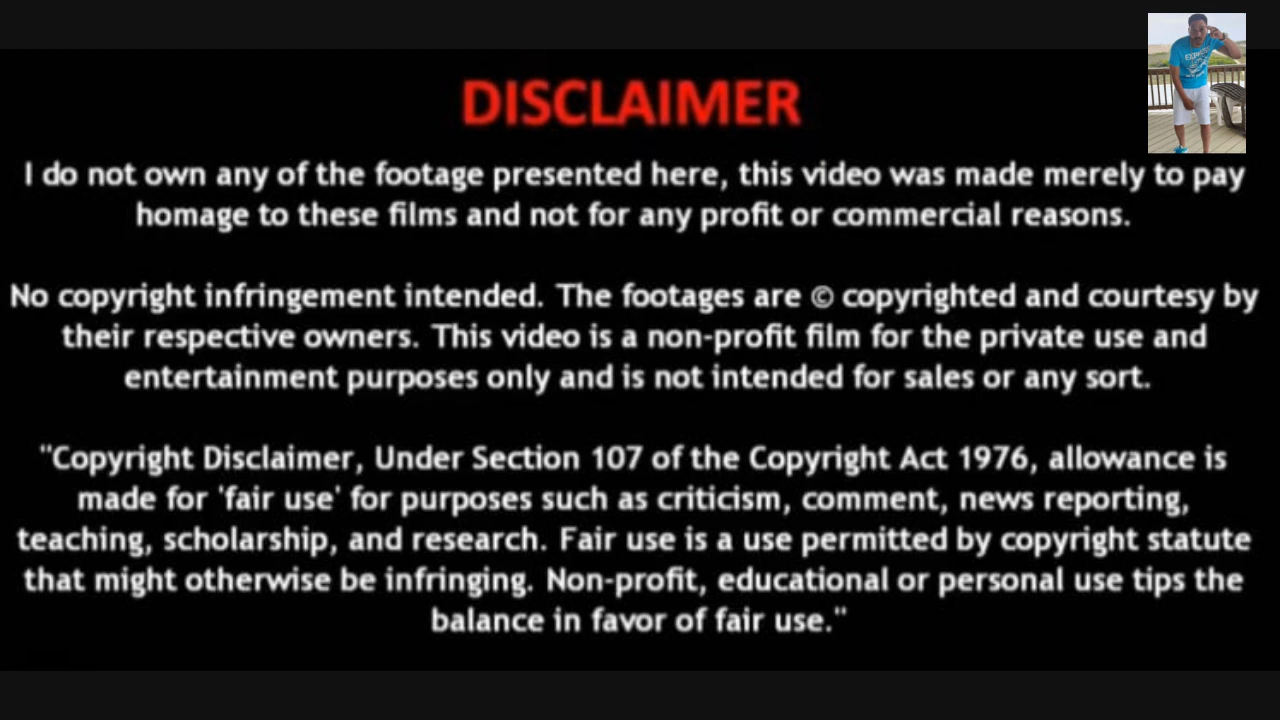 DISCLAIMER
I do not own any of the footage presented here, this video was made merely to pay
homage to these films and not for any profit or commercial reasons.
No copyright infringement intended. The footages are © copyrighted and courtesy by
their respective owners. This video is a non-profit film for the private use and
entertainment purposes only and is not intended for sales or any sort.
"Copyright Disclaimer, Under Section 107 of the Copyright Act 1976, allowance is
made for 'fair use' for purposes such as criticism, comment, news reporting,
teaching, scholarship, and research. Fair use is a use permitted by copyright statute
that might otherwise be infringing. Non-profit, educational or personal use tips the
balance in favor of fair use."